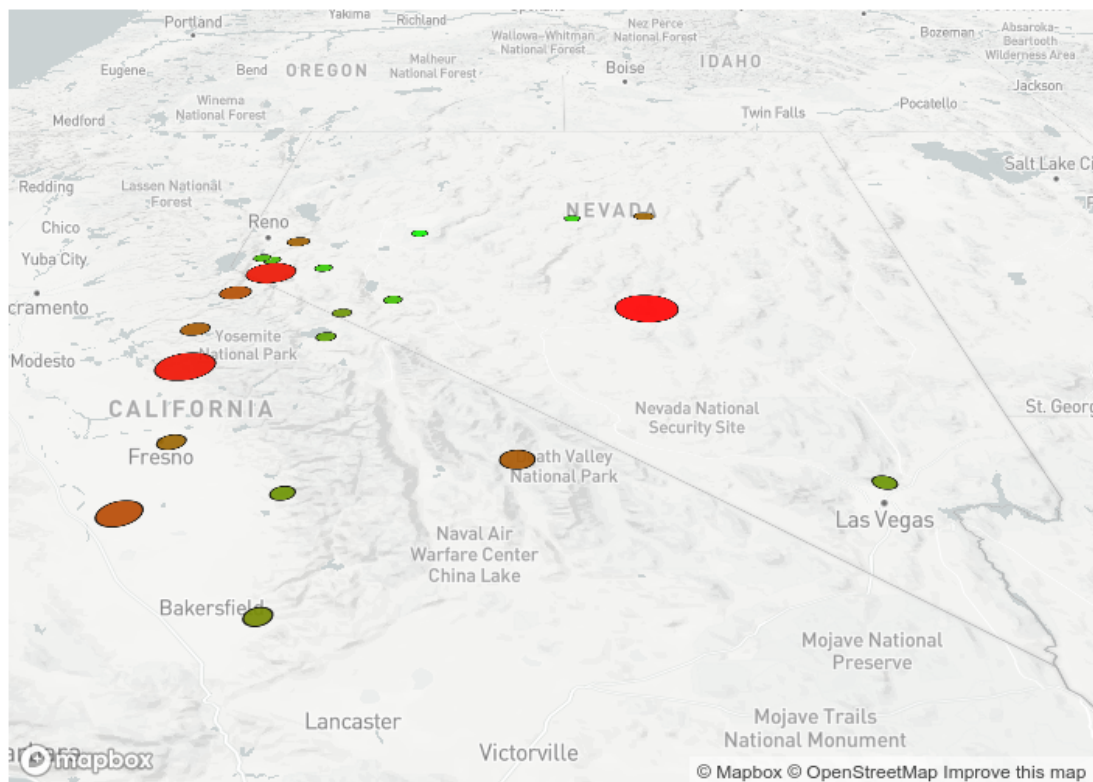 Portland
Yakima
Richland
Spokane
Wallowa-Whitman
National Forest
Nez Perce
National Forest
Bozeman
Absaroka-
Beartooth
Wilderness Area
Eugene
Bend
OREGON
Malheur
National Forest
Boise
IDAHO
Jackson
Winema
National Forest
Medford
Twin Falls
Pocatello
Redding
Lassen National
Forest
Salt Lake Ci
Chico
Reno
NEVADA
Yuba City
cramento
Yosemite
National Park
Modesto
CALIFORNIA
Nevada National
Security Site
St. Georg
Fresno
ath Valley
National Park
Las Vegas
Naval Air
Warfare Center
China Lake
Bakersfield
Mojave National
Preserve
Lancaster
Mojave Trails
National Monument
Victorville
arbara
mapbox
© Mapbox © OpenStreetMap Improve this map